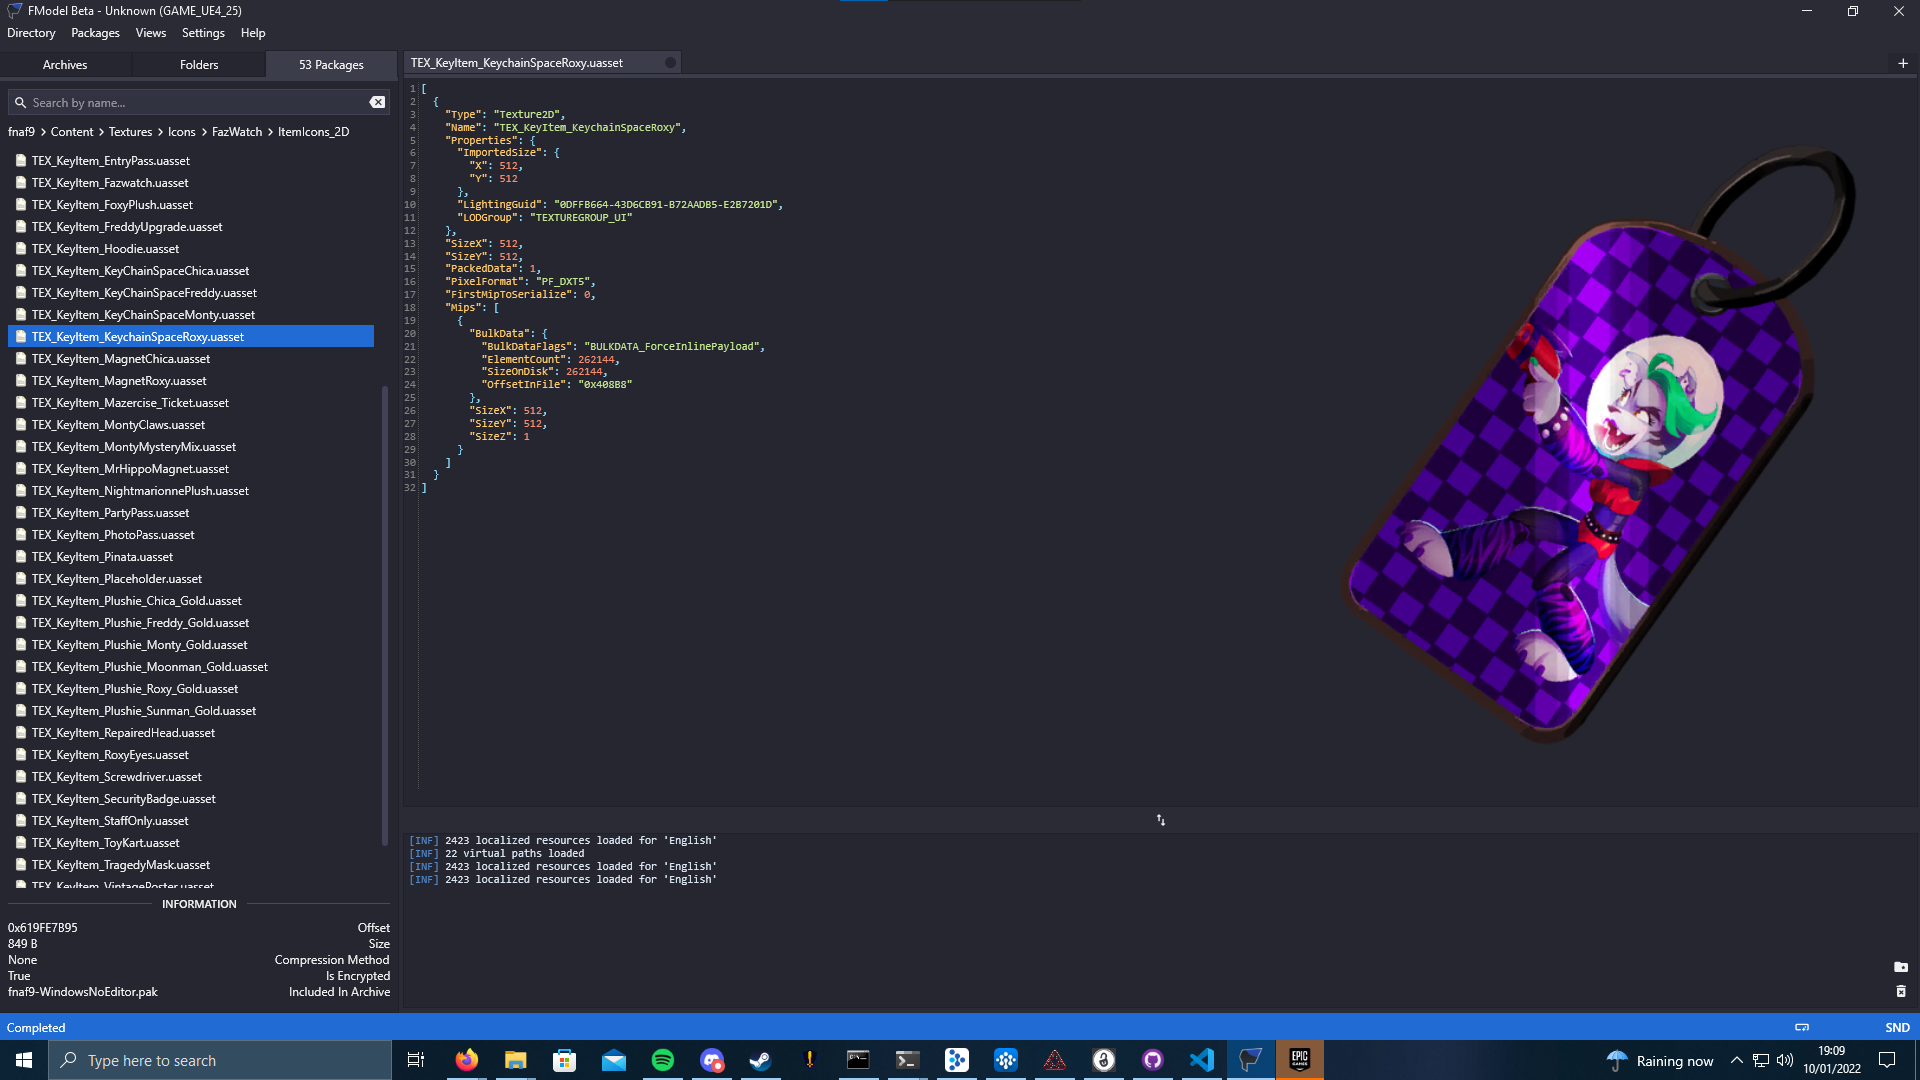 FModel Beta - Unknown (GAME_UE4_25)
Directory Packages Views Settings Help
Archives Folders 53 Packages
Search by name...
fnaf9 > Content > Textures > Icons > FazWatch > ItemIcons_2D
TEX_KeyItem_EntryPass.uasset
TEX_KeyItem_Fazwatch.uasset
TEX_KeyItem_FoxyPlush.uasset
TEX_KeyItem_FreddyUpgrade.uasset
TEX_KeyItem_Hoodie.uasset
TEX_KeyItem_KeyChainSpaceChica.uasset
TEX_KeyItem_KeyChainSpaceFreddy.uasset
TEX_KeyItem_KeyChainSpaceMonty.uasset
TEX_KeyItem_KeychainSpaceRoxy.uasset
TEX_KeyItem_MagnetChica.uasset
TEX_KeyItem_MagnetRoxy.uasset
TEX_KeyItem_Mazercise_Ticket.uasset
TEX_KeyItem_MontyClaws.uasset
TEX_KeyItem_MontyMysteryMix.uasset
TEX_KeyItem_MrHippoMagnet.uasset
TEX_KeyItem_NightmarionnePlush.uasset
TEX_KeyItem_PartyPass.uasset
TEX_KeyItem_PhotoPass.uasset
TEX_KeyItem_Pinata.uasset
TEX_KeyItem_Placeholder.uasset
TEX_KeyItem_Plushie_Chica_Gold.uasset
TEX_KeyItem_Plushie_Freddy_Gold.uasset
TEX_KeyItem_Plushie_Monty_Gold.uasset
TEX_KeyItem_Plushie_Moonman_Gold.uasset
TEX_KeyItem_Plushie_Roxy_Gold.uasset
TEX_KeyItem_Plushie_Sunman_Gold.uasset
TEX_KeyItem_RepairedHead.uasset
TEX_KeyItem_RoxyEyes.uasset
TEX_KeyItem_Screwdriver.uasset
TEX_KeyItem_SecurityBadge.uasset
TEX_KeyItem_StaffOnly.uasset
TEX_KeyItem_ToyKart.uasset
TEX_KeyItem_TragedyMask.uasset
TEX_KeyItem_VintagePoster.uasset
INFORMATION
0x619FE7B95 Offset
849 B Size
None Compression Method
True Is Encrypted
fnaf9-WindowsNoEditor.pak Included In Archive
TEX_KeyItem_KeychainSpaceRoxy.uasset
1 [
2 {
3 "Type": "Texture2D",
4 "Name": "TEX_KeyItem_KeychainSpaceRoxy",
5 "Properties": {
6 "ImportedSize": {
7 "X": 512,
8 "Y": 512
9 },
10 "LightingGuid": "0DFFB664-43D6CB91-B72AADB5-E2B7201D",
11 "LODGroup": "TEXTUREGROUP_UI"
12 },
13 "SizeX": 512,
14 "SizeY": 512,
15 "PackedData": 1,
16 "PixelFormat": "PF_DXT5",
17 "FirstMipToSerialize": 0,
18 "Mips": [
19 {
20 "BulkData": {
21 "BulkDataFlags": "BULKDATA_ForceInlinePayload",
22 "ElementCount": 262144,
23 "SizeOnDisk": 262144,
24 "OffsetInFile": "0x408B8"
25 },
26 "SizeX": 512,
27 "SizeY": 512,
28 "SizeZ": 1
29 }
30 ]
31 }
32 ]
[INF] 2423 localized resources loaded for 'English'
[INF] 22 virtual paths loaded
[INF] 2423 localized resources loaded for 'English'
[INF] 2423 localized resources loaded for 'English'
Completed SND
Type here to search
EPIC GAMES
Raining now
19:09
10/01/2022